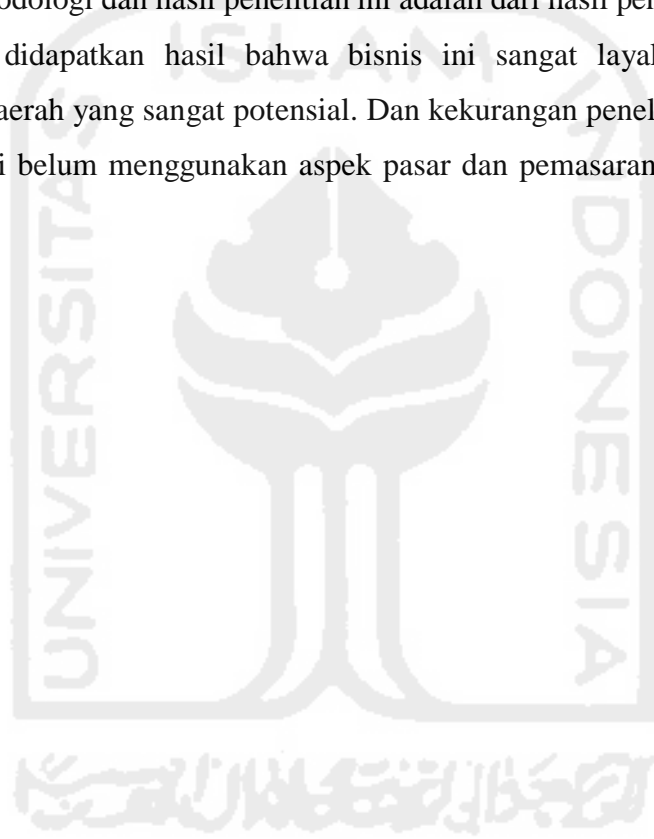 odologi dan hasil penelitian ini adalah dari hasil per
didapatkan hasil bahwa bisnis ini sangat layal
aerah yang sangat potensial. Dan kekurangan penel
i belum menggunakan aspek pasar dan pemasaran
ISLAM
UNIVERSITAS
INDONESIA